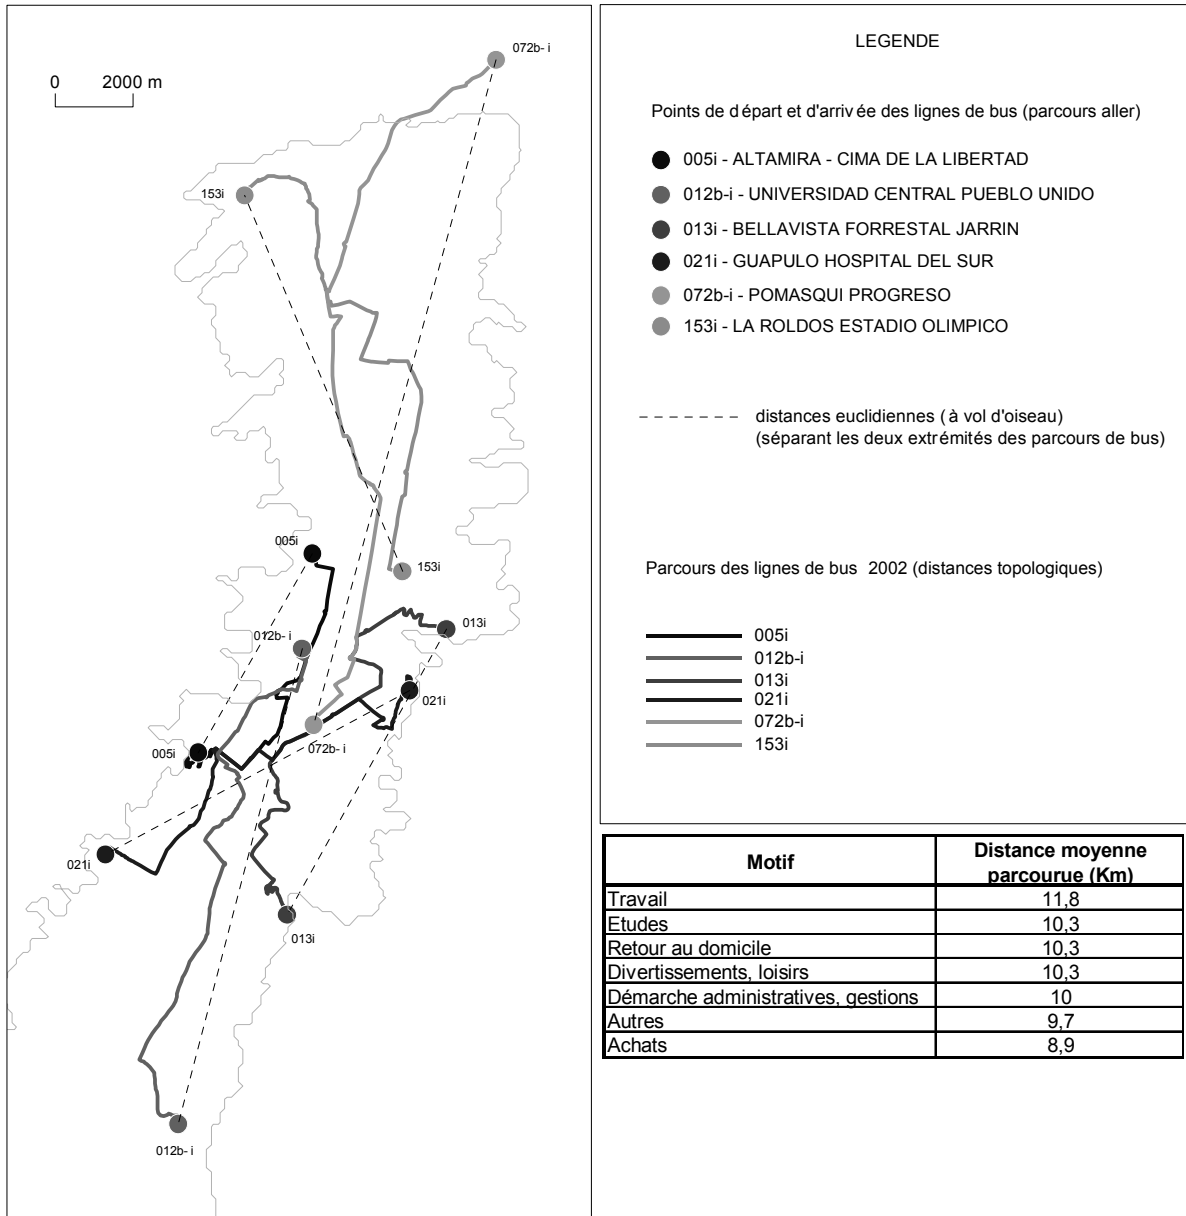 072b- i
0 2000 m
153i
005i
153i
013i
012b- i
021i
072b- i
005i
021i
013i
012b- i
LEGENDE
Points de départ et d'arrivée des lignes de bus (parcours aller)
005i - ALTAMIRA - CIMA DE LA LIBERTAD
012b-i - UNIVERSIDAD CENTRAL PUEBLO UNIDO
013i - BELLAVISTA FORRESTAL JARRIN
021i - GUAPULO HOSPITAL DEL SUR
072b-i - POMASQUI PROGRESO
153i - LA ROLDOS ESTADIO OLIMPICO
distances euclidiennes (à vol d'oiseau)
(séparant les deux extrémités des parcours de bus)
Parcours des lignes de bus 2002 (distances topologiques)
005i
012b-i
013i
021i
072b-i
153i
Motif Distance moyenne
parcourue (Km)
Travail 11,8
Etudes 10,3
Retour au domicile 10,3
Divertissements, loisirs 10,3
Démarche administratives, gestions 10
Autres 9,7
Achats 8,9